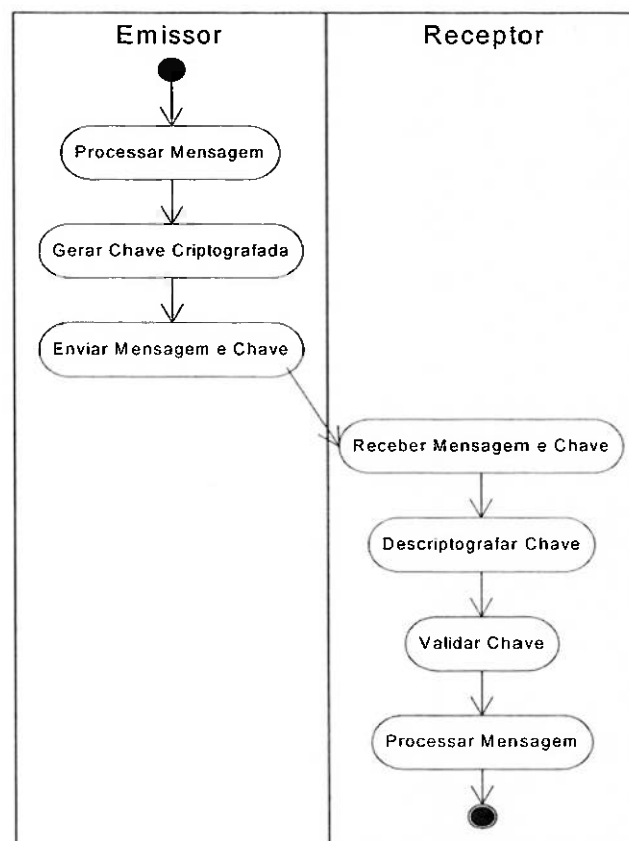 Emissor
Receptor
Processar Mensagem
Gerar Chave Criptografada
Enviar Mensagem e Chave
Receber Mensagem e Chave
Descriptografar Chave
Validar Chave
Processar Mensagem